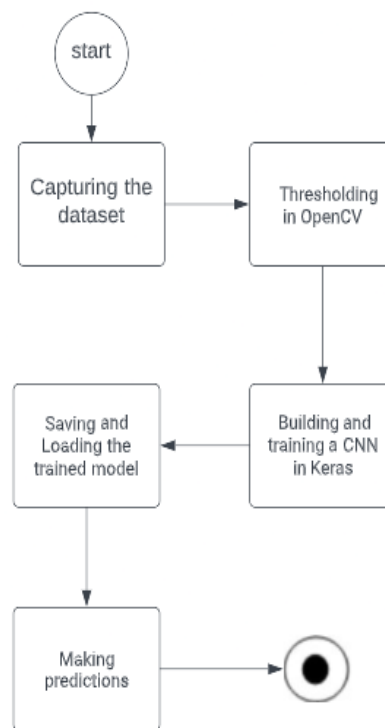 start
Capturing the
dataset
Thresholding
in OpenCV
Building and
training a CNN
in Keras
Saving and
Loading the
trained model
Making
predictions